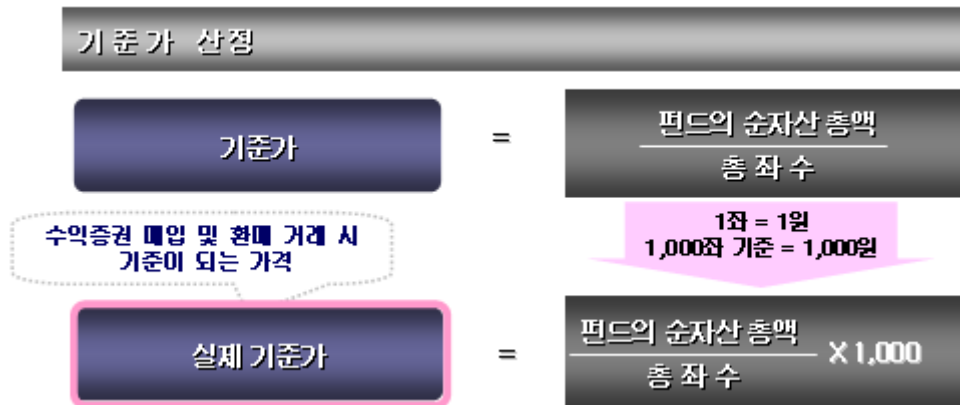 기준가 산정
기준가
=
펀드의 순자산 총액
총 좌 수
수익증권 매입 및 환매 거래 시
기준이 되는 가격
1좌 = 1원
1,000좌 기준 = 1,000원
실제 기준가
=
펀드의 순자산 총액
총 좌 수
X 1,000